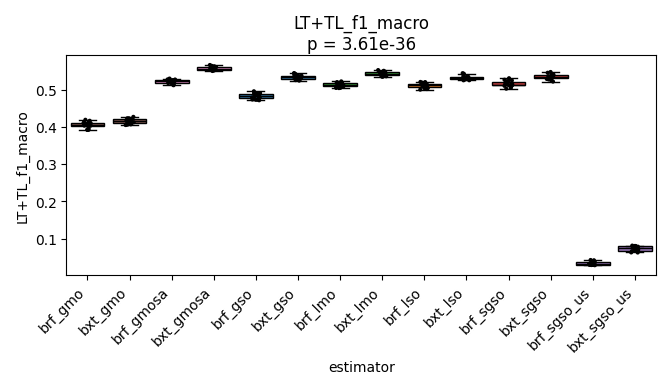 LT+TL_f1_macro
p = 3.61e-36
LT+TL_f1_macro
0.5
0.4
0.3
0.2
0.1
brf_gmo
bxt_gmo
brf_gmosa
bxt_gmosa
brf_gso
bxt_gso
brf_lmo
bxt_lmo
brf_lso
bxt_lso
brf_sgso
bxt_sgso
brf_sgso_us
bxt_sgso_us
estimator